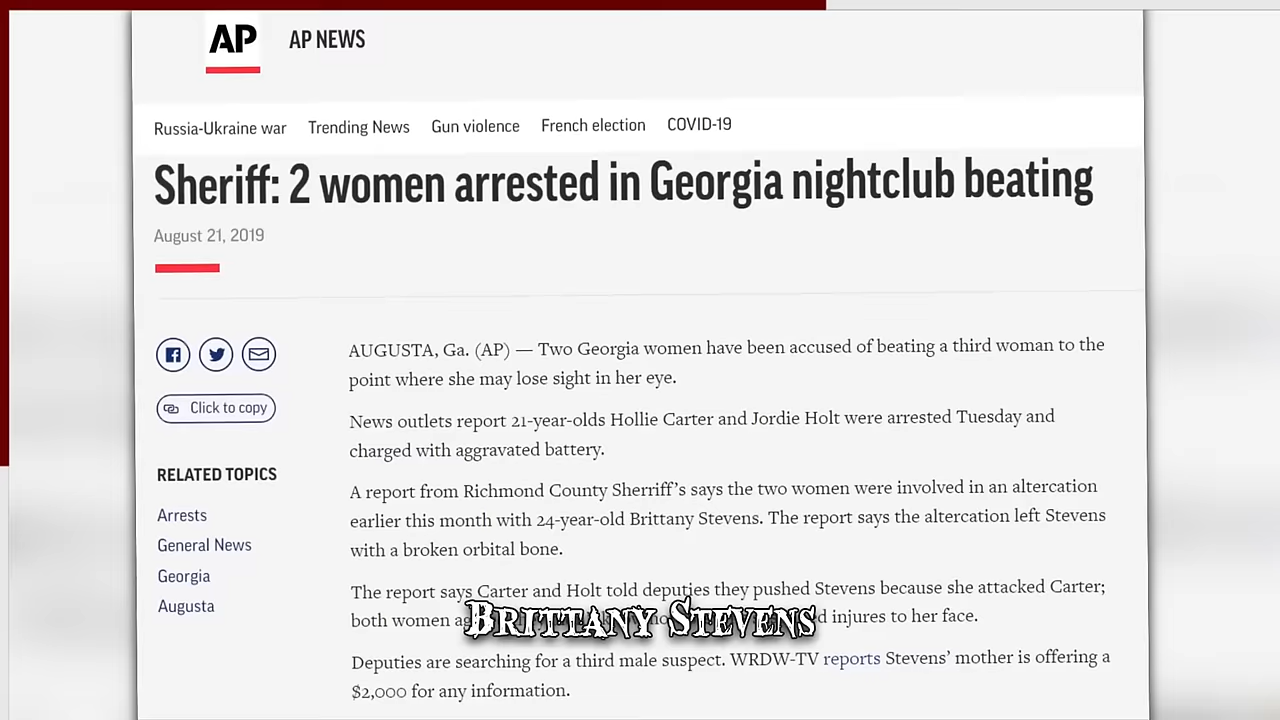 AP AP NEWS
Russia-Ukraine war Trending News Gun violence French election COVID-19
Sheriff: 2 women arrested in Georgia nightclub beating
August 21, 2019
AUGUSTA, Ga. (AP) — Two Georgia women have been accused of beating a third woman to the
point where she may lose sight in her eye.
Click to copy
News outlets report 21-year-olds Hollie Carter and Jordie Holt were arrested Tuesday and
charged with aggravated battery.
RELATED TOPICS
Arrests
General News
Georgia
Augusta
A report from Richmond County Sherriff's says the two women were involved in an altercation
earlier this month with 24-year-old Brittany Stevens. The report says the altercation left Stevens
with a broken orbital bone.
The report says Carter and Holt told deputies they pushed Stevens because she attacked Carter;
both women injures to her face.
Brittany Stevens
Deputies are searching for a third male suspect. WRDW-TV reports Stevens' mother is offering a
$2,000 for any information.